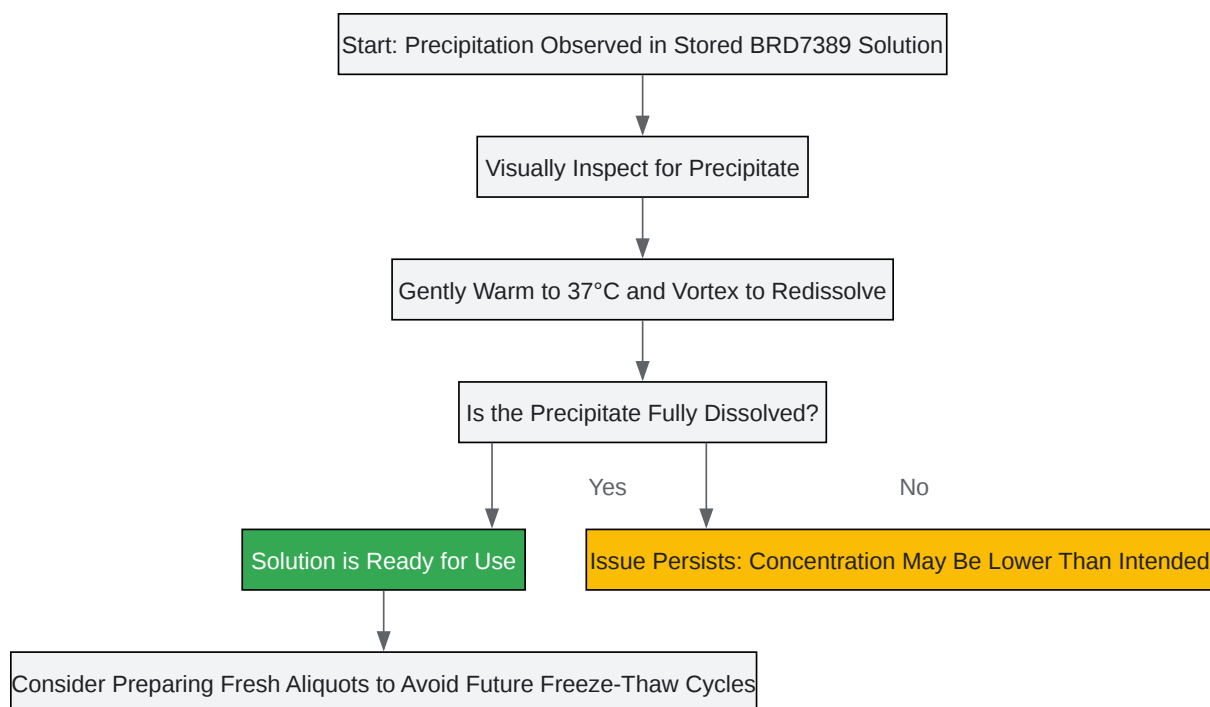 Start: Precipitation Observed in Stored BRD7389 Solution
Visually Inspect for Precipitate
Gently Warm to 37°C and Vortex to Redissolve
Is the Precipitate Fully Dissolved?
Yes
No
Solution is Ready for Use
Issue Persists: Concentration May Be Lower Than Intended
Consider Preparing Fresh Aliquots to Avoid Future Freeze-Thaw Cycles